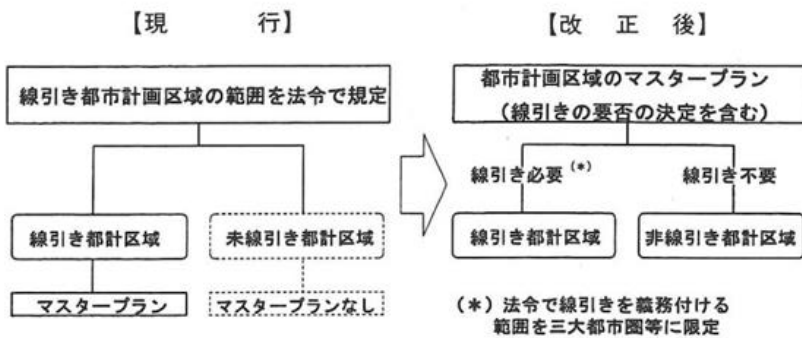 【現　　行】
線引き都市計画区域の範囲を法令で規定
線引き都計区域
未線引き都計区域
マスタープラン
マスタープランなし
【改　正　後】
都市計画区域のマスタープラン
（線引きの要否の決定を含む）
線引き必要（*）
線引き不要
線引き都計区域
非線引き都計区域
（*）法令で線引きを義務付ける
範囲を三大都市圏等に限定